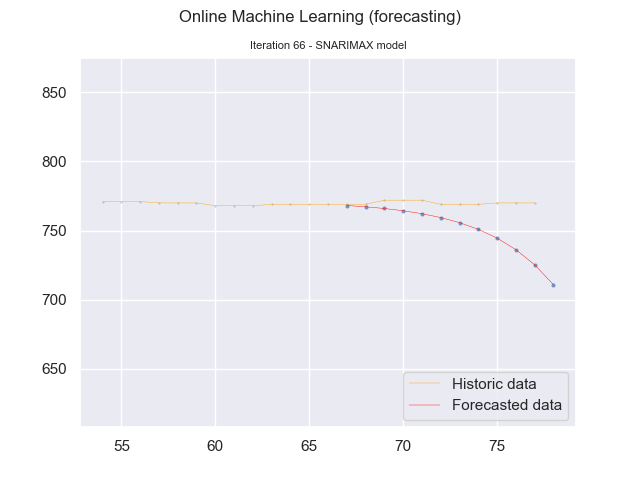 Online Machine Learning (forecasting)
Iteration 66 - SNARIMAX model
850
800
750
700
650
55 60 65 70 75
Historic data
Forecasted data